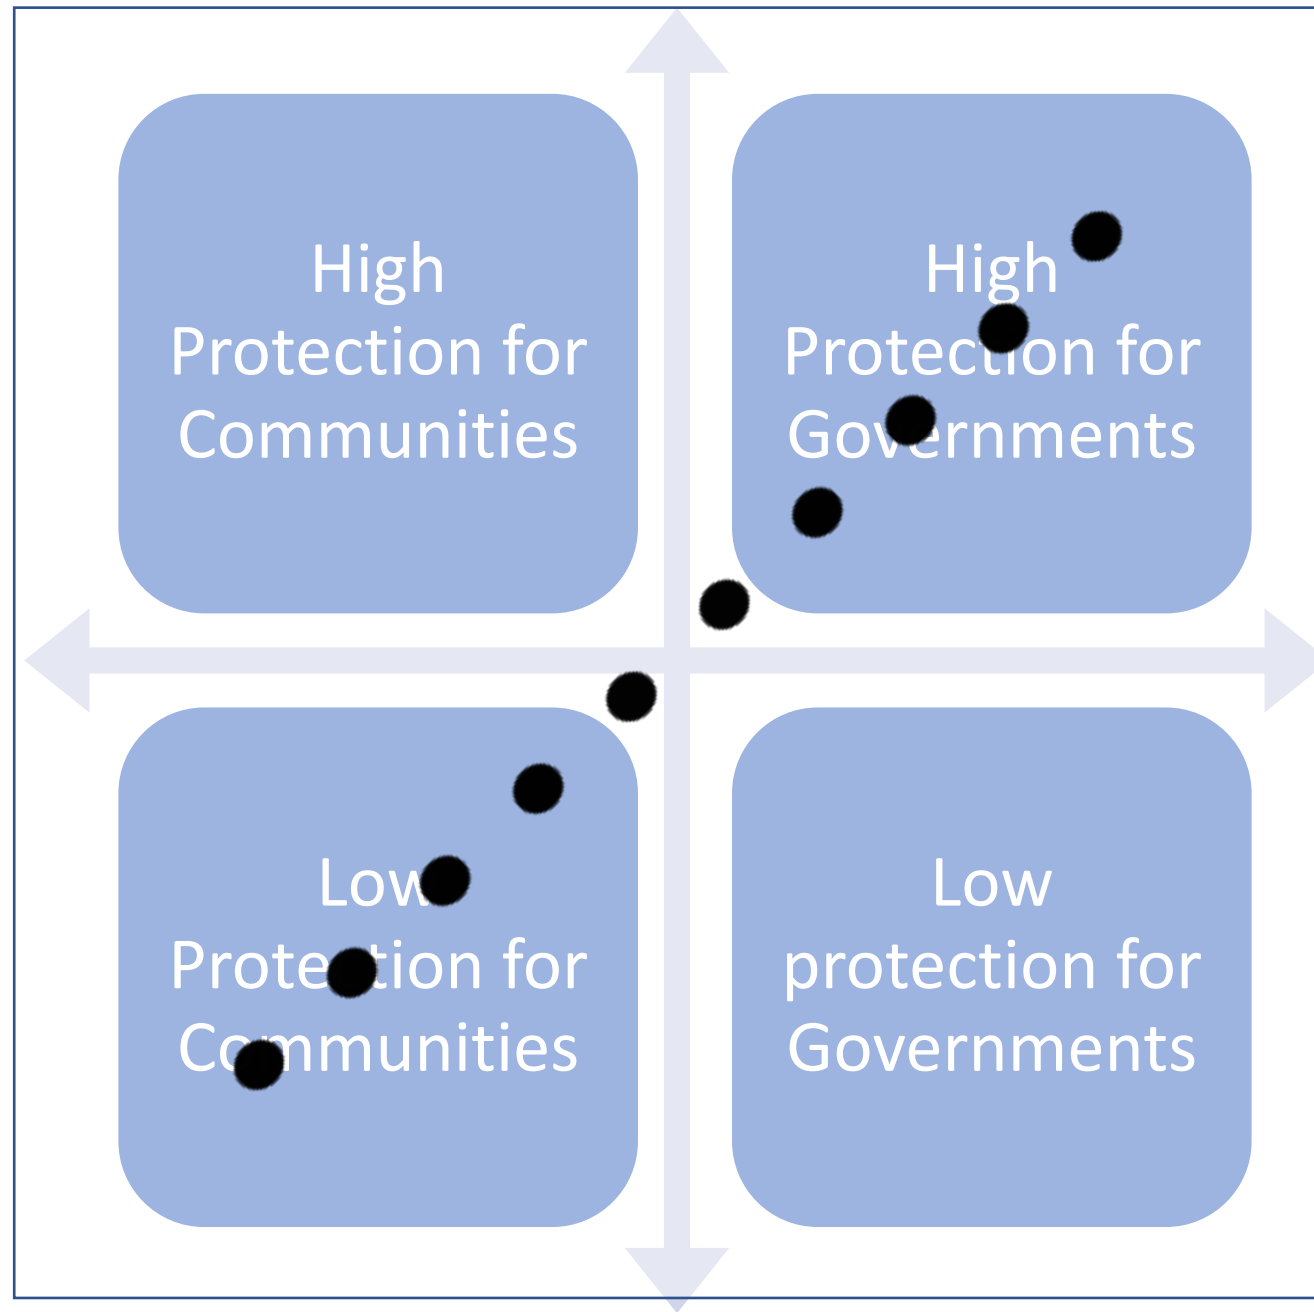 High
Protection for
Communities
High
Protection for
Governments
Low
Protection for
Communities
Low
protection for
Governments